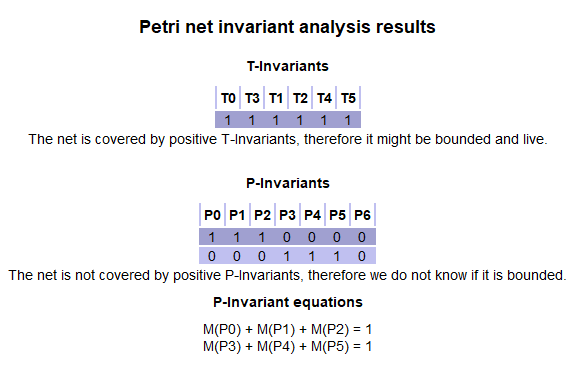 Petri net invariant analysis results
T-Invariants
T0 T3 T1 T2 T4 T5
1 1 1 1 1 1
The net is covered by positive T-Invariants, therefore it might be bounded and live.
P-Invariants
P0 P1 P2 P3 P4 P5 P6
1 1 1 0 0 0 0
0 0 0 1 1 1 0
The net is not covered by positive P-Invariants, therefore we do not know if it is bounded.
P-Invariant equations
M(P0) + M(P1) + M(P2) = 1
M(P3) + M(P4) + M(P5) = 1